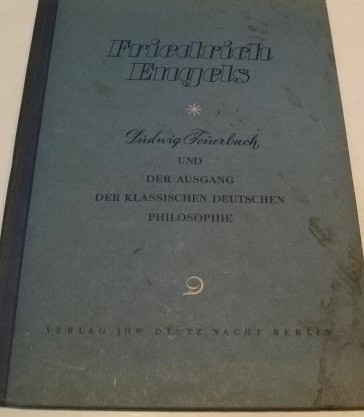 Friedrich
Engels
*
Ludwig Feuerbach
UND
DER AUSGANG
DER KLASSISCHEN DEUTSCHEN
PHILOSOPHIE
VERLAG JHW DIETZ NACHF BERLIN